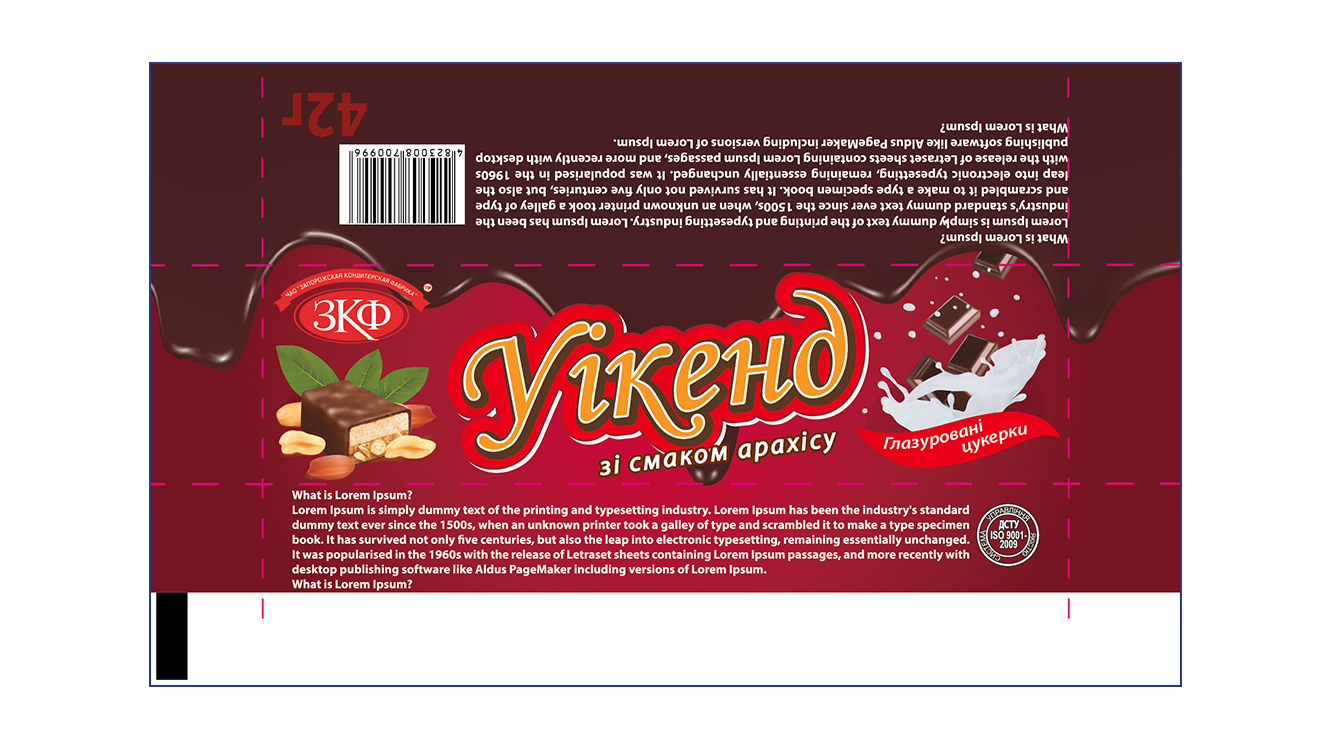 42г
4 823008 700996
What is Lorem Ipsum?
Lorem Ipsum is simply dummy text of the printing and typesetting industry. Lorem Ipsum has been the
industry's standard dummy text ever since the 1500s, when an unknown printer took a galley of type
and scrambled it to make a type specimen book. It has survived not only five centuries, but also the
leap into electronic typesetting, remaining essentially unchanged. It was popularised in the 1960s
with the release of Letraset sheets containing Lorem Ipsum passages, and more recently with desktop
publishing software like Aldus PageMaker including versions of Lorem Ipsum.
What is Lorem Ipsum?
ЧАО "ЗАПОРОЖСКАЯ КОНДИТЕРСКАЯ ФАБРИКА"
ЗКФ
Уікенд
зі смаком арахісу
Глазуровані
цукерки
What is Lorem Ipsum?
Lorem Ipsum is simply dummy text of the printing and typesetting industry. Lorem Ipsum has been the industry's standard
dummy text ever since the 1500s, when an unknown printer took a galley of type and scrambled it to make a type specimen
book. It has survived not only five centuries, but also the leap into electronic typesetting, remaining essentially unchanged.
It was popularised in the 1960s with the release of Letraset sheets containing Lorem Ipsum passages, and more recently with
desktop publishing software like Aldus PageMaker including versions of Lorem Ipsum.
What is Lorem Ipsum?
СИСТЕМА УПРАВЛІННЯ
ДСТУ
ISO 9001-
2009